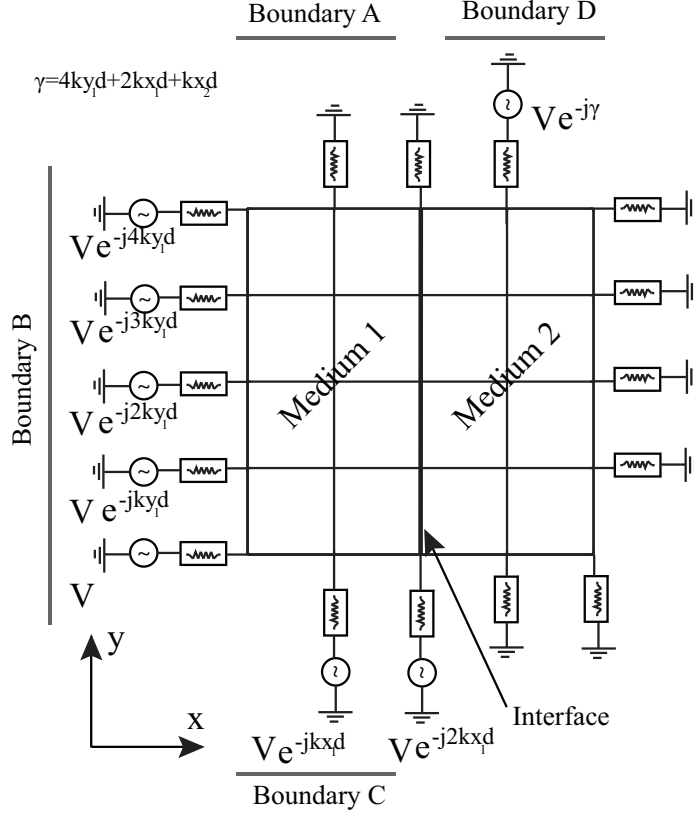 Boundary A
Boundary D
γ=4ky₁d+2kx₁d+kx₂d
Ve^-jγ
Ve^-j4ky₁d
Ve^-j3ky₁d
Ve^-j2ky₁d
Ve^-jky₁d
V
Boundary B
Medium 1
Medium 2
y
x
Interface
Ve^-jkx₁d
Ve^-j2kx₁d
Boundary C